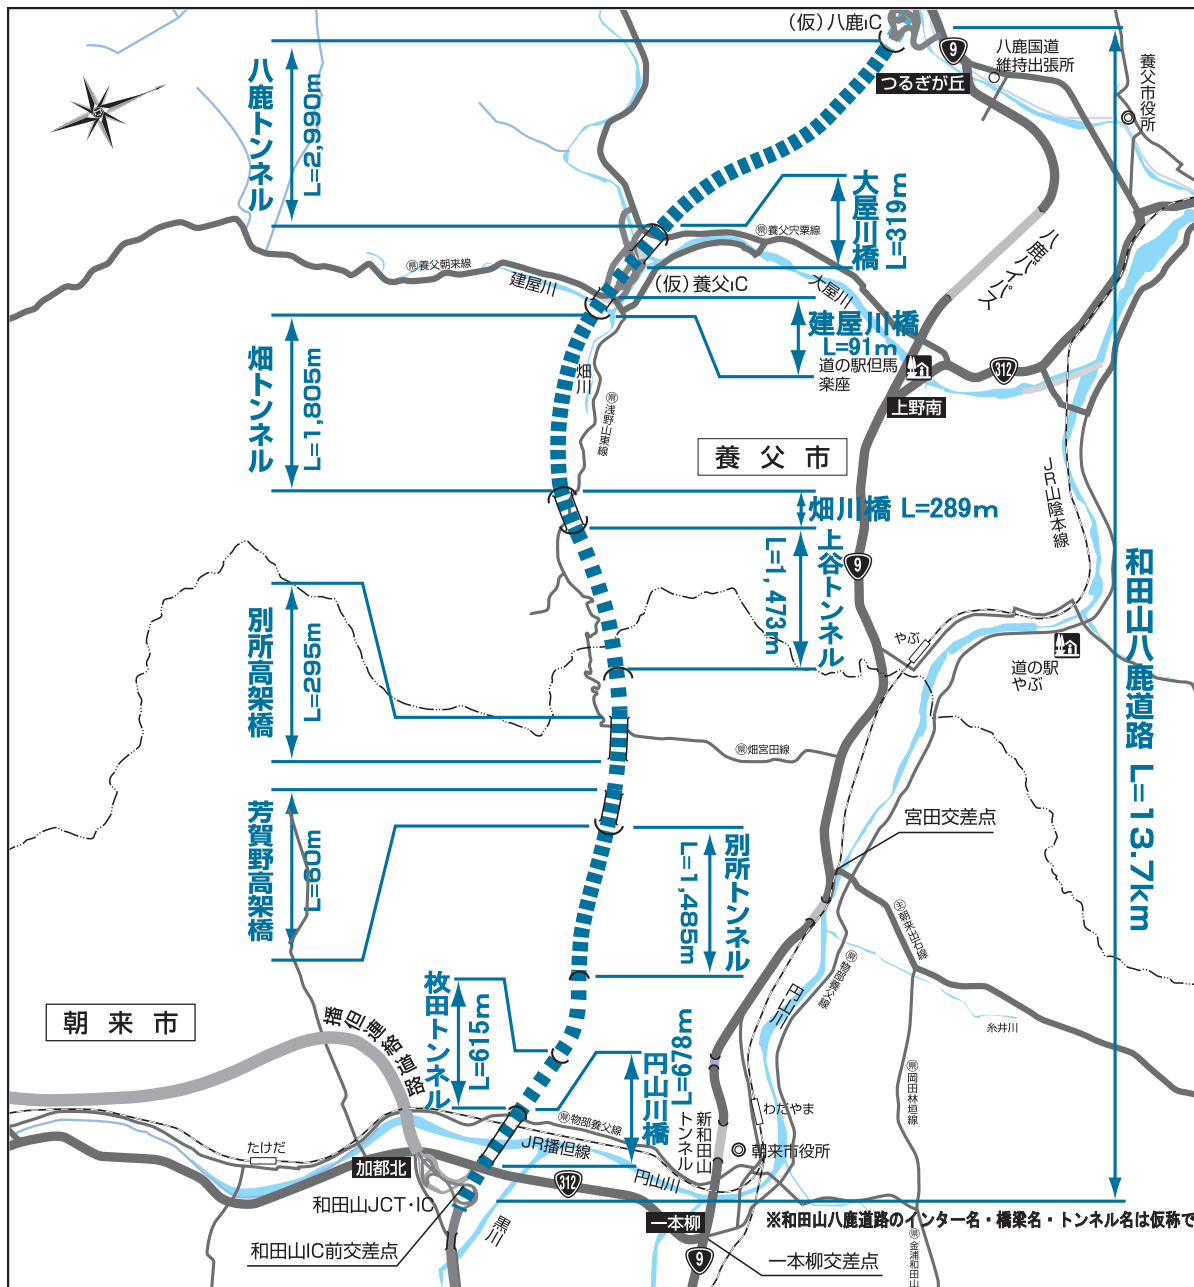 (仮)八鹿IC
9
八鹿国道
維持出張所
つるぎが丘
養父市役所
八鹿トンネル
L=2,990m
大屋川橋
L=319m
㊩養父宍粟線
㊩養父朝来線
建屋川
(仮)養父IC
大屋川
八鹿バイパス
建屋川橋
L=91m
道の駅但馬
楽座
312
上野南
畑トンネル
L=1,805m
畑川
県浅野山東線
養父市
JR山陰本線
畑川橋 L=289m
上谷トンネル
L=1,473m
9
和田山八鹿道路 L=13.7km
別所高架橋
L=295m
やぶ
道の駅
やぶ
県畑宮田線
芳賀野高架橋
L=60m
宮田交差点
別所トンネル
L=1,485m
主朝来出石線
県物部養父線
円山川
糸井川
朝来市
播但連絡道路
枚田トンネル
L=615m
円山川橋
L=678m
県岡田林垣線
新和田山
トンネル
わだやま
朝来市役所
県物部養父線
JR播但線
たけだ
加都北
円山川
312
和田山JCT・IC
黒川
一本柳
※和田山八鹿道路のインター名・橋梁名・トンネル名は仮称で
和田山IC前交差点
9
一本柳交差点
県金浦和田山